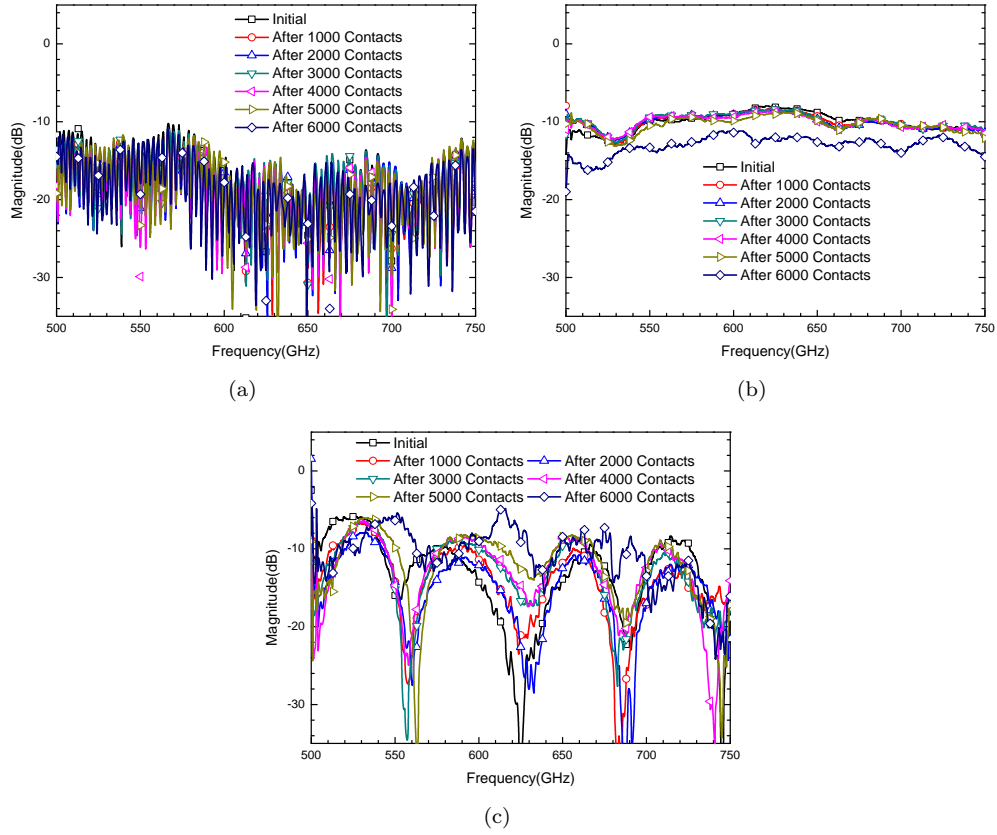 0
-10
-20
-30
Magnitude(dB)
500
550
600
650
700
750
Frequency(GHz)
Initial
After 1000 Contacts
After 2000 Contacts
After 3000 Contacts
After 4000 Contacts
After 5000 Contacts
After 6000 Contacts
(a)
0
-10
-20
-30
Magnitude(dB)
500
550
600
650
700
750
Frequency(GHz)
Initial
After 1000 Contacts
After 2000 Contacts
After 3000 Contacts
After 4000 Contacts
After 5000 Contacts
After 6000 Contacts
(b)
0
-10
-20
-30
Magnitude(dB)
500
550
600
650
700
750
Frequency(GHz)
Initial
After 1000 Contacts
After 2000 Contacts
After 3000 Contacts
After 4000 Contacts
After 5000 Contacts
After 6000 Contacts
(c)